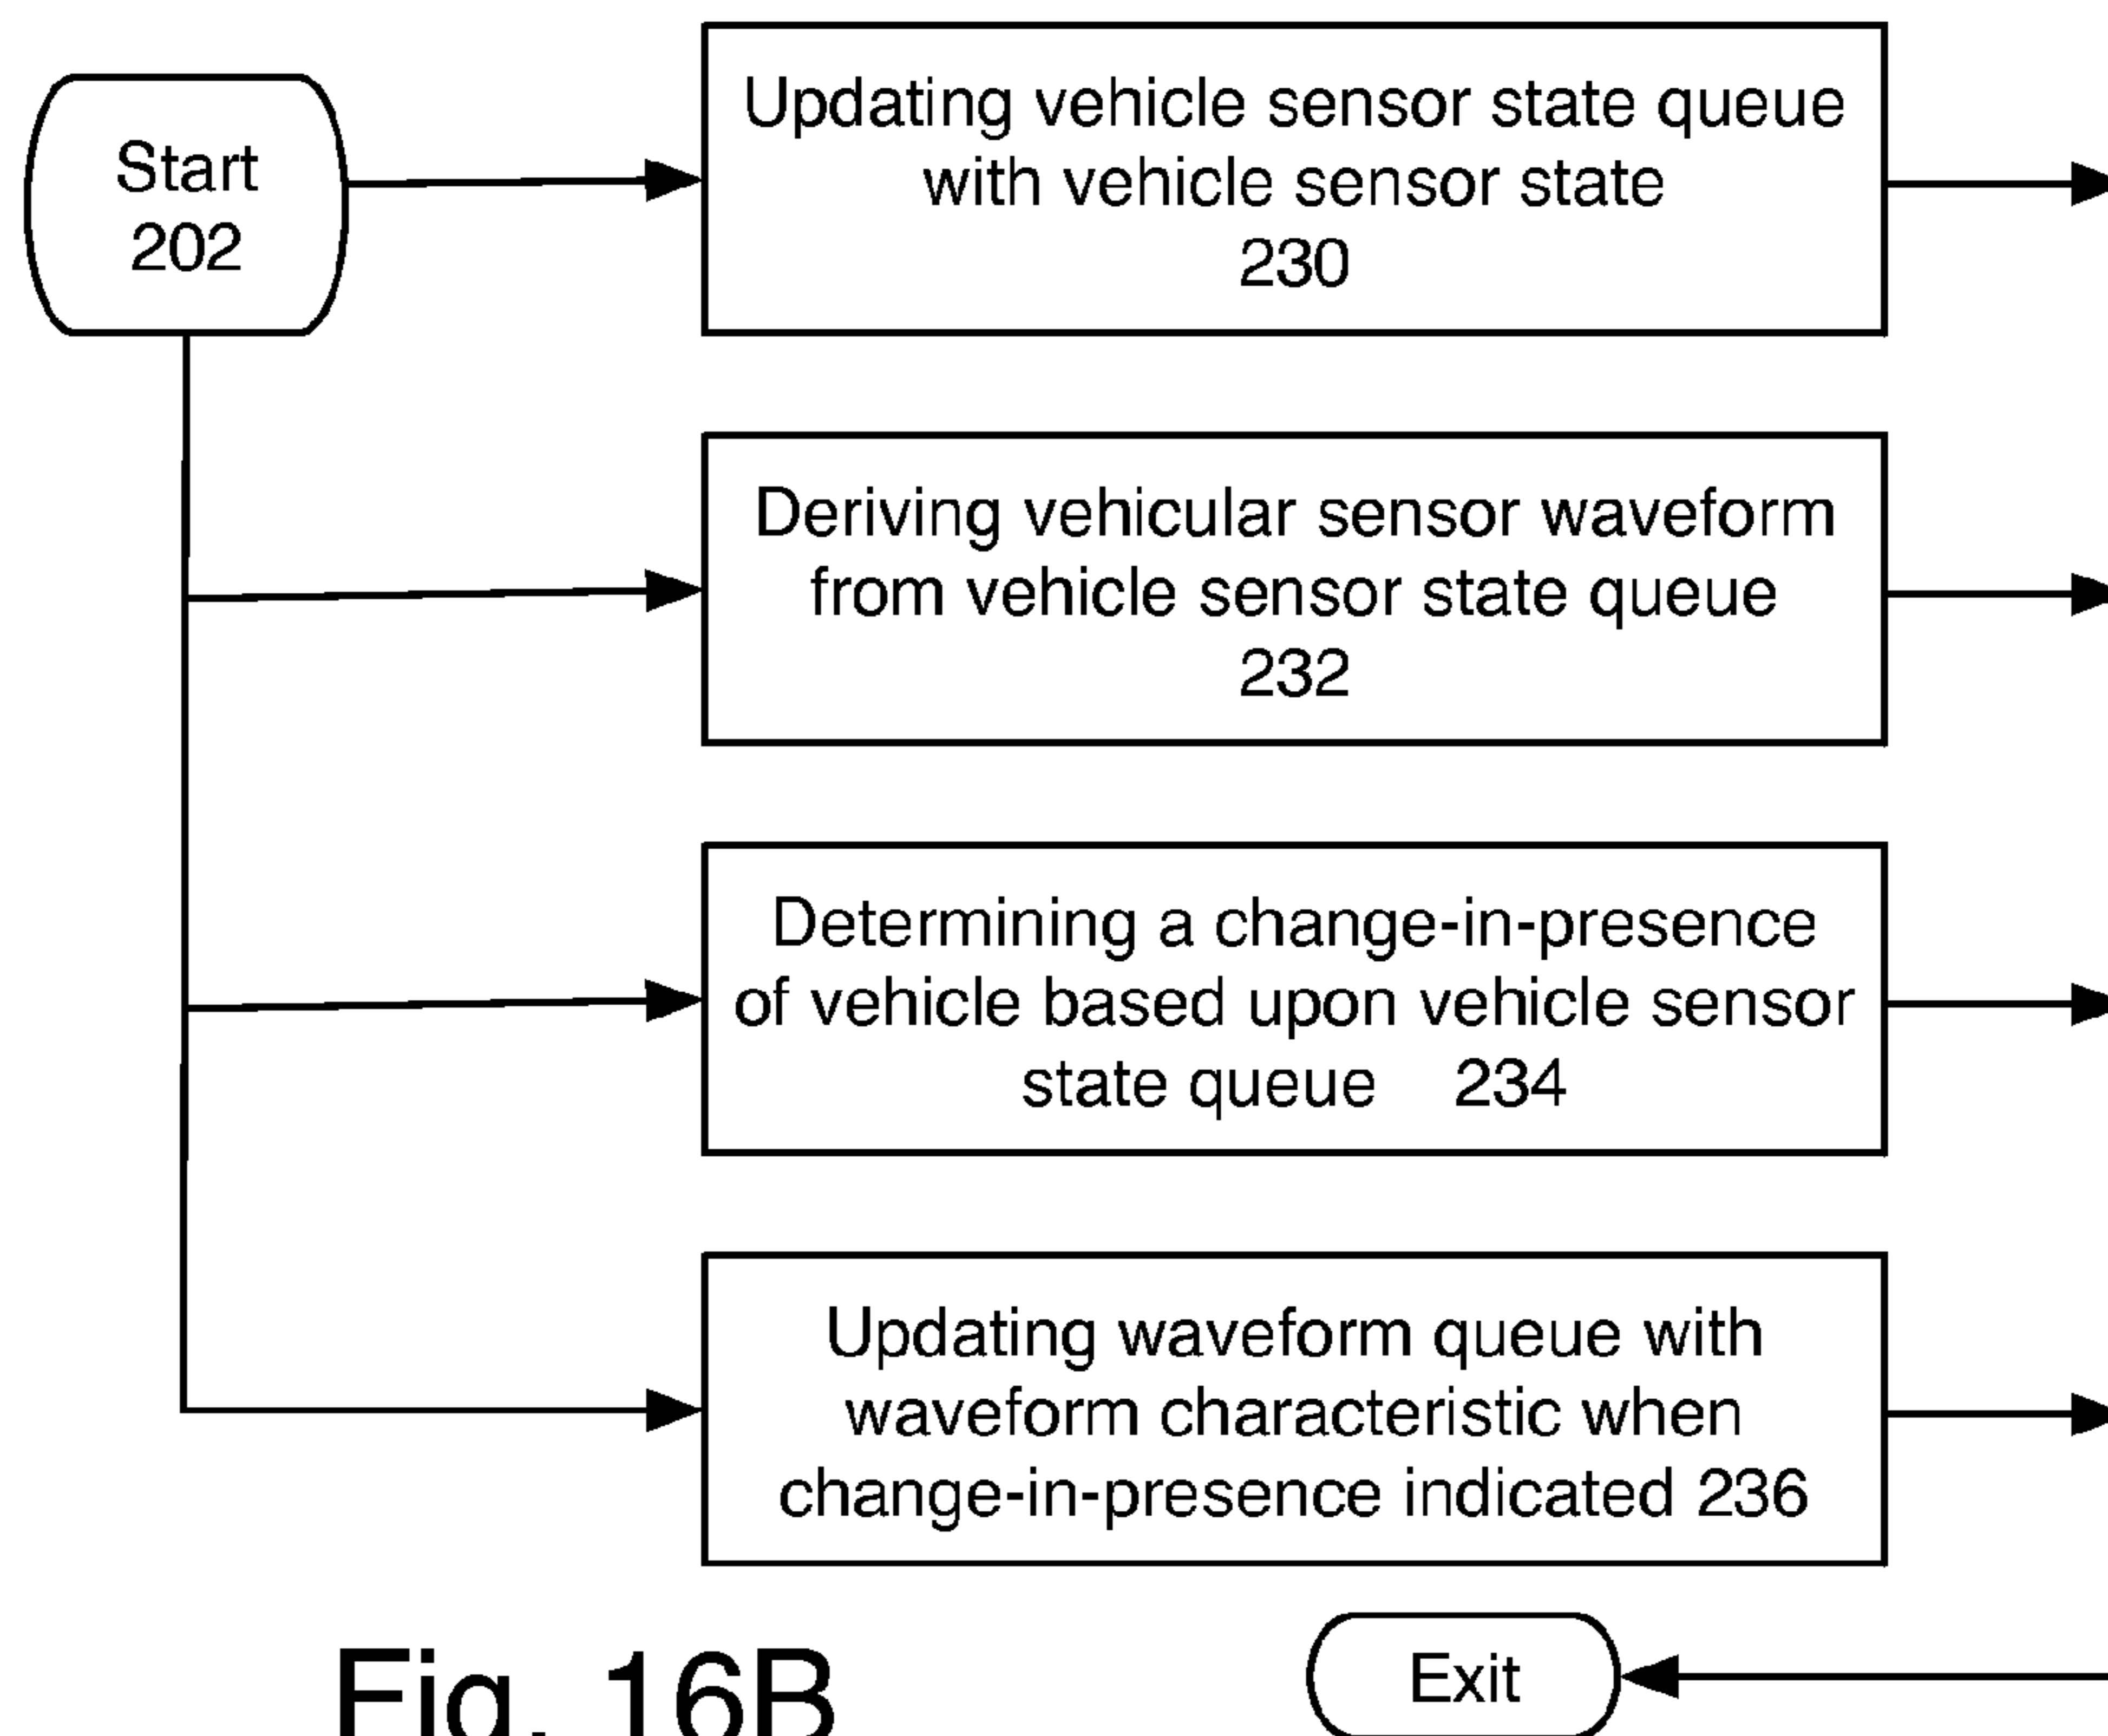 Start
202
Updating vehicle sensor state queue
with vehicle sensor state
230
Deriving vehicular sensor waveform
from vehicle sensor state queue
232
Determining a change-in-presence
of vehicle based upon vehicle sensor
state queue 234
Updating waveform queue with
waveform characteristic when
change-in-presence indicated 236
Exit
Fig. 16B